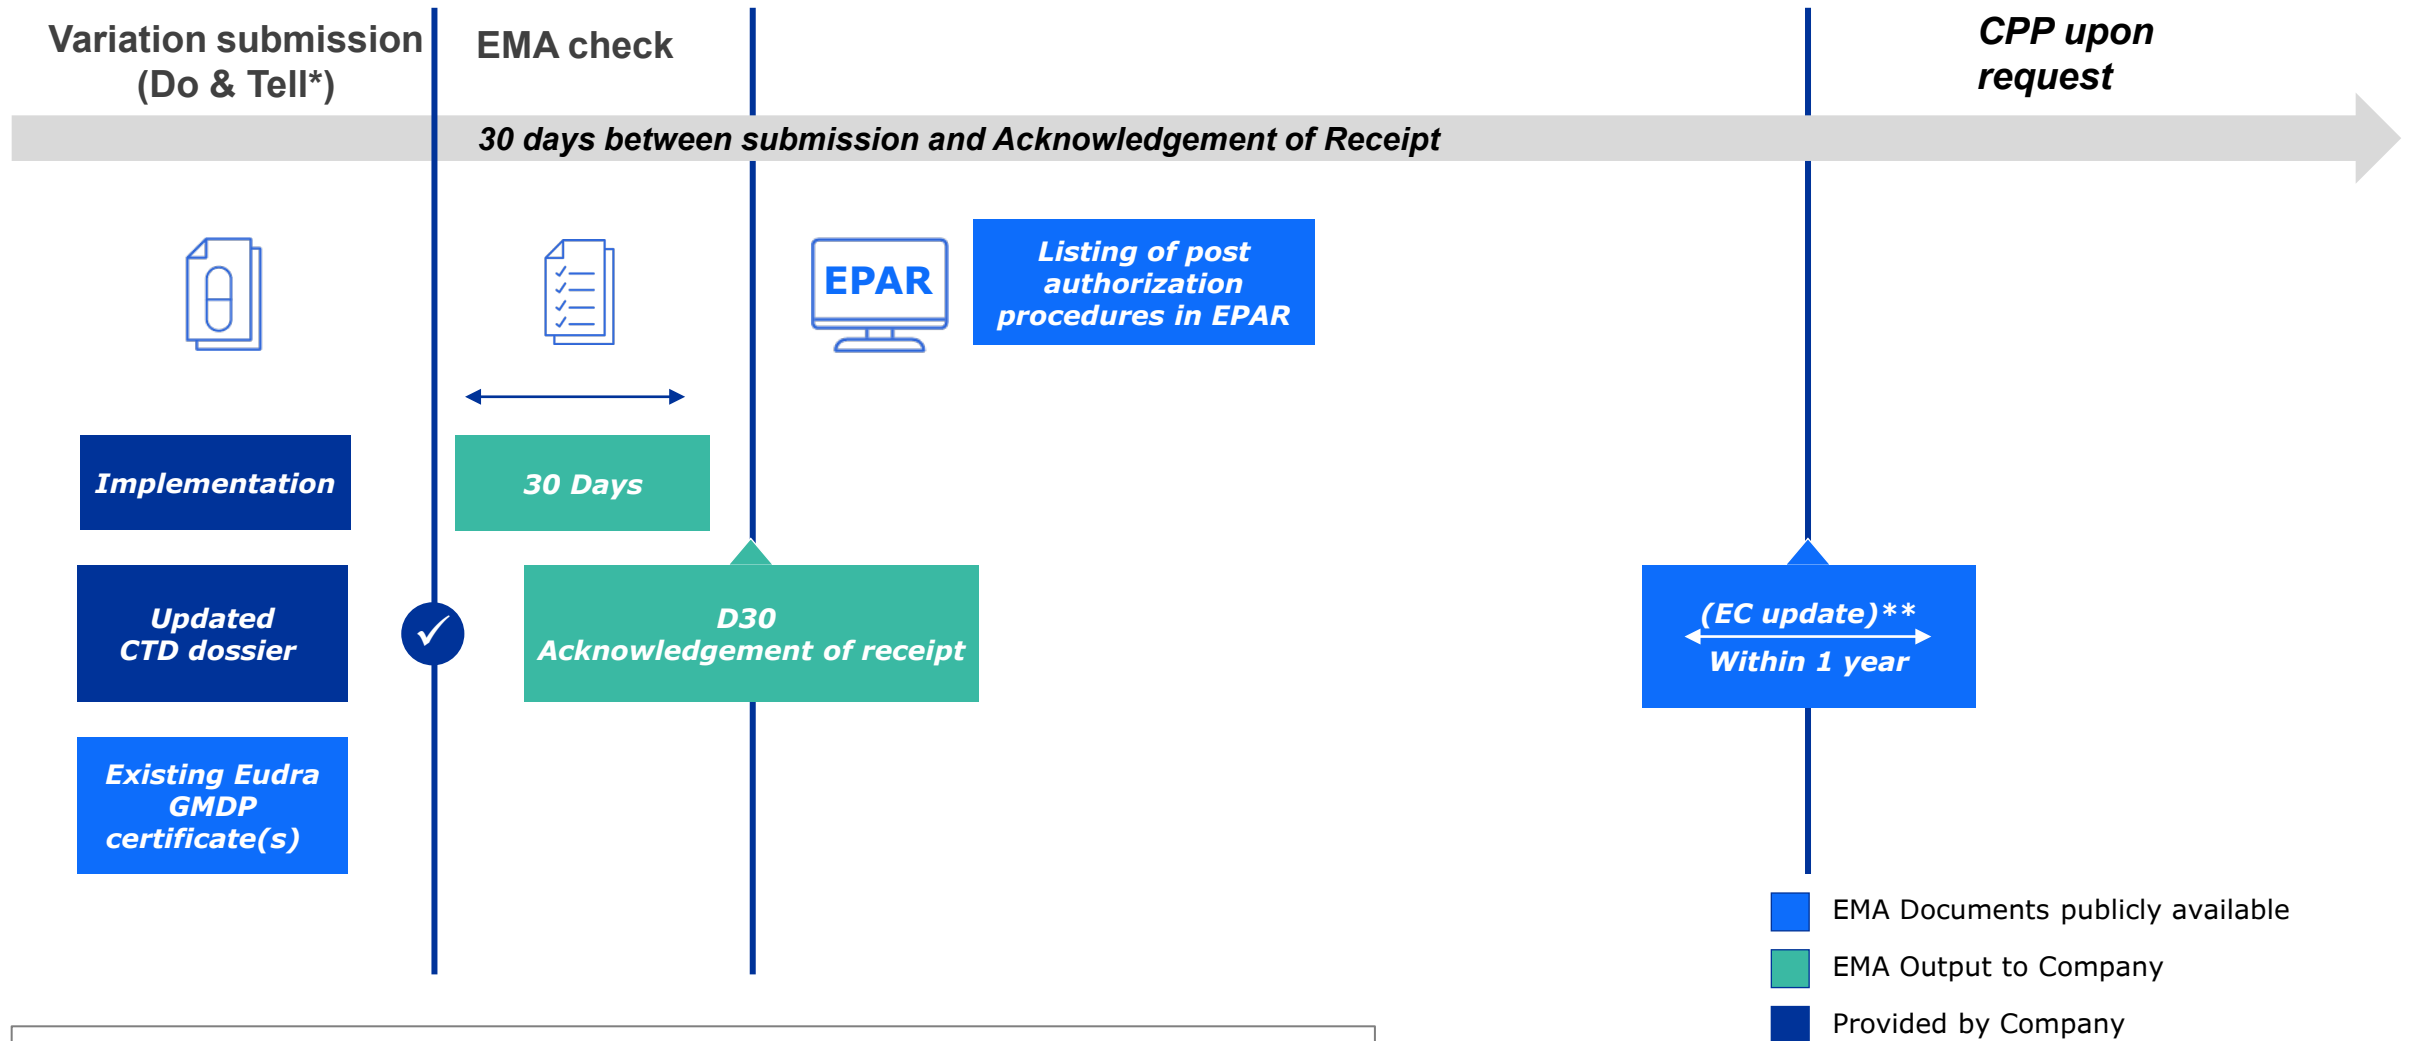 Variation submission
(Do & Tell*)
EMA check
CPP upon
request
30 days between submission and Acknowledgement of Receipt
EPAR
Listing of post
authorization
procedures in EPAR
Implementation
30 Days
Updated
CTD dossier
D30
Acknowledgement of receipt
(EC update)**
Within 1 year
Existing Eudra
GMDP
certificate(s)
EMA Documents publicly available
EMA Output to Company
Provided by Company